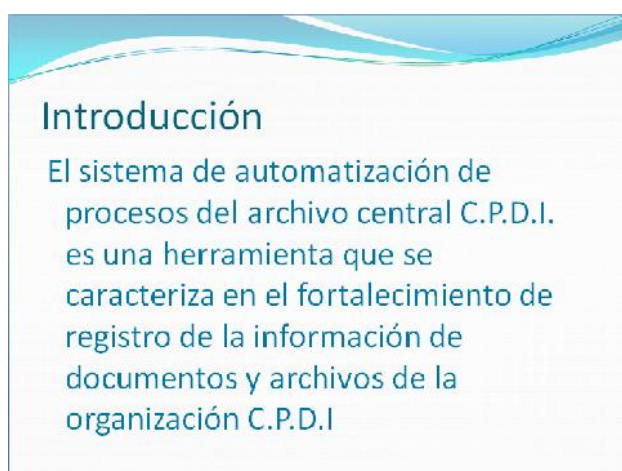 Introducción
El sistema de automatización de
procesos del archivo central C.P.D.I.
es una herramienta que se
caracteriza en el fortalecimiento de
registro de la información de
documentos y archivos de la
organización C.P.D.I